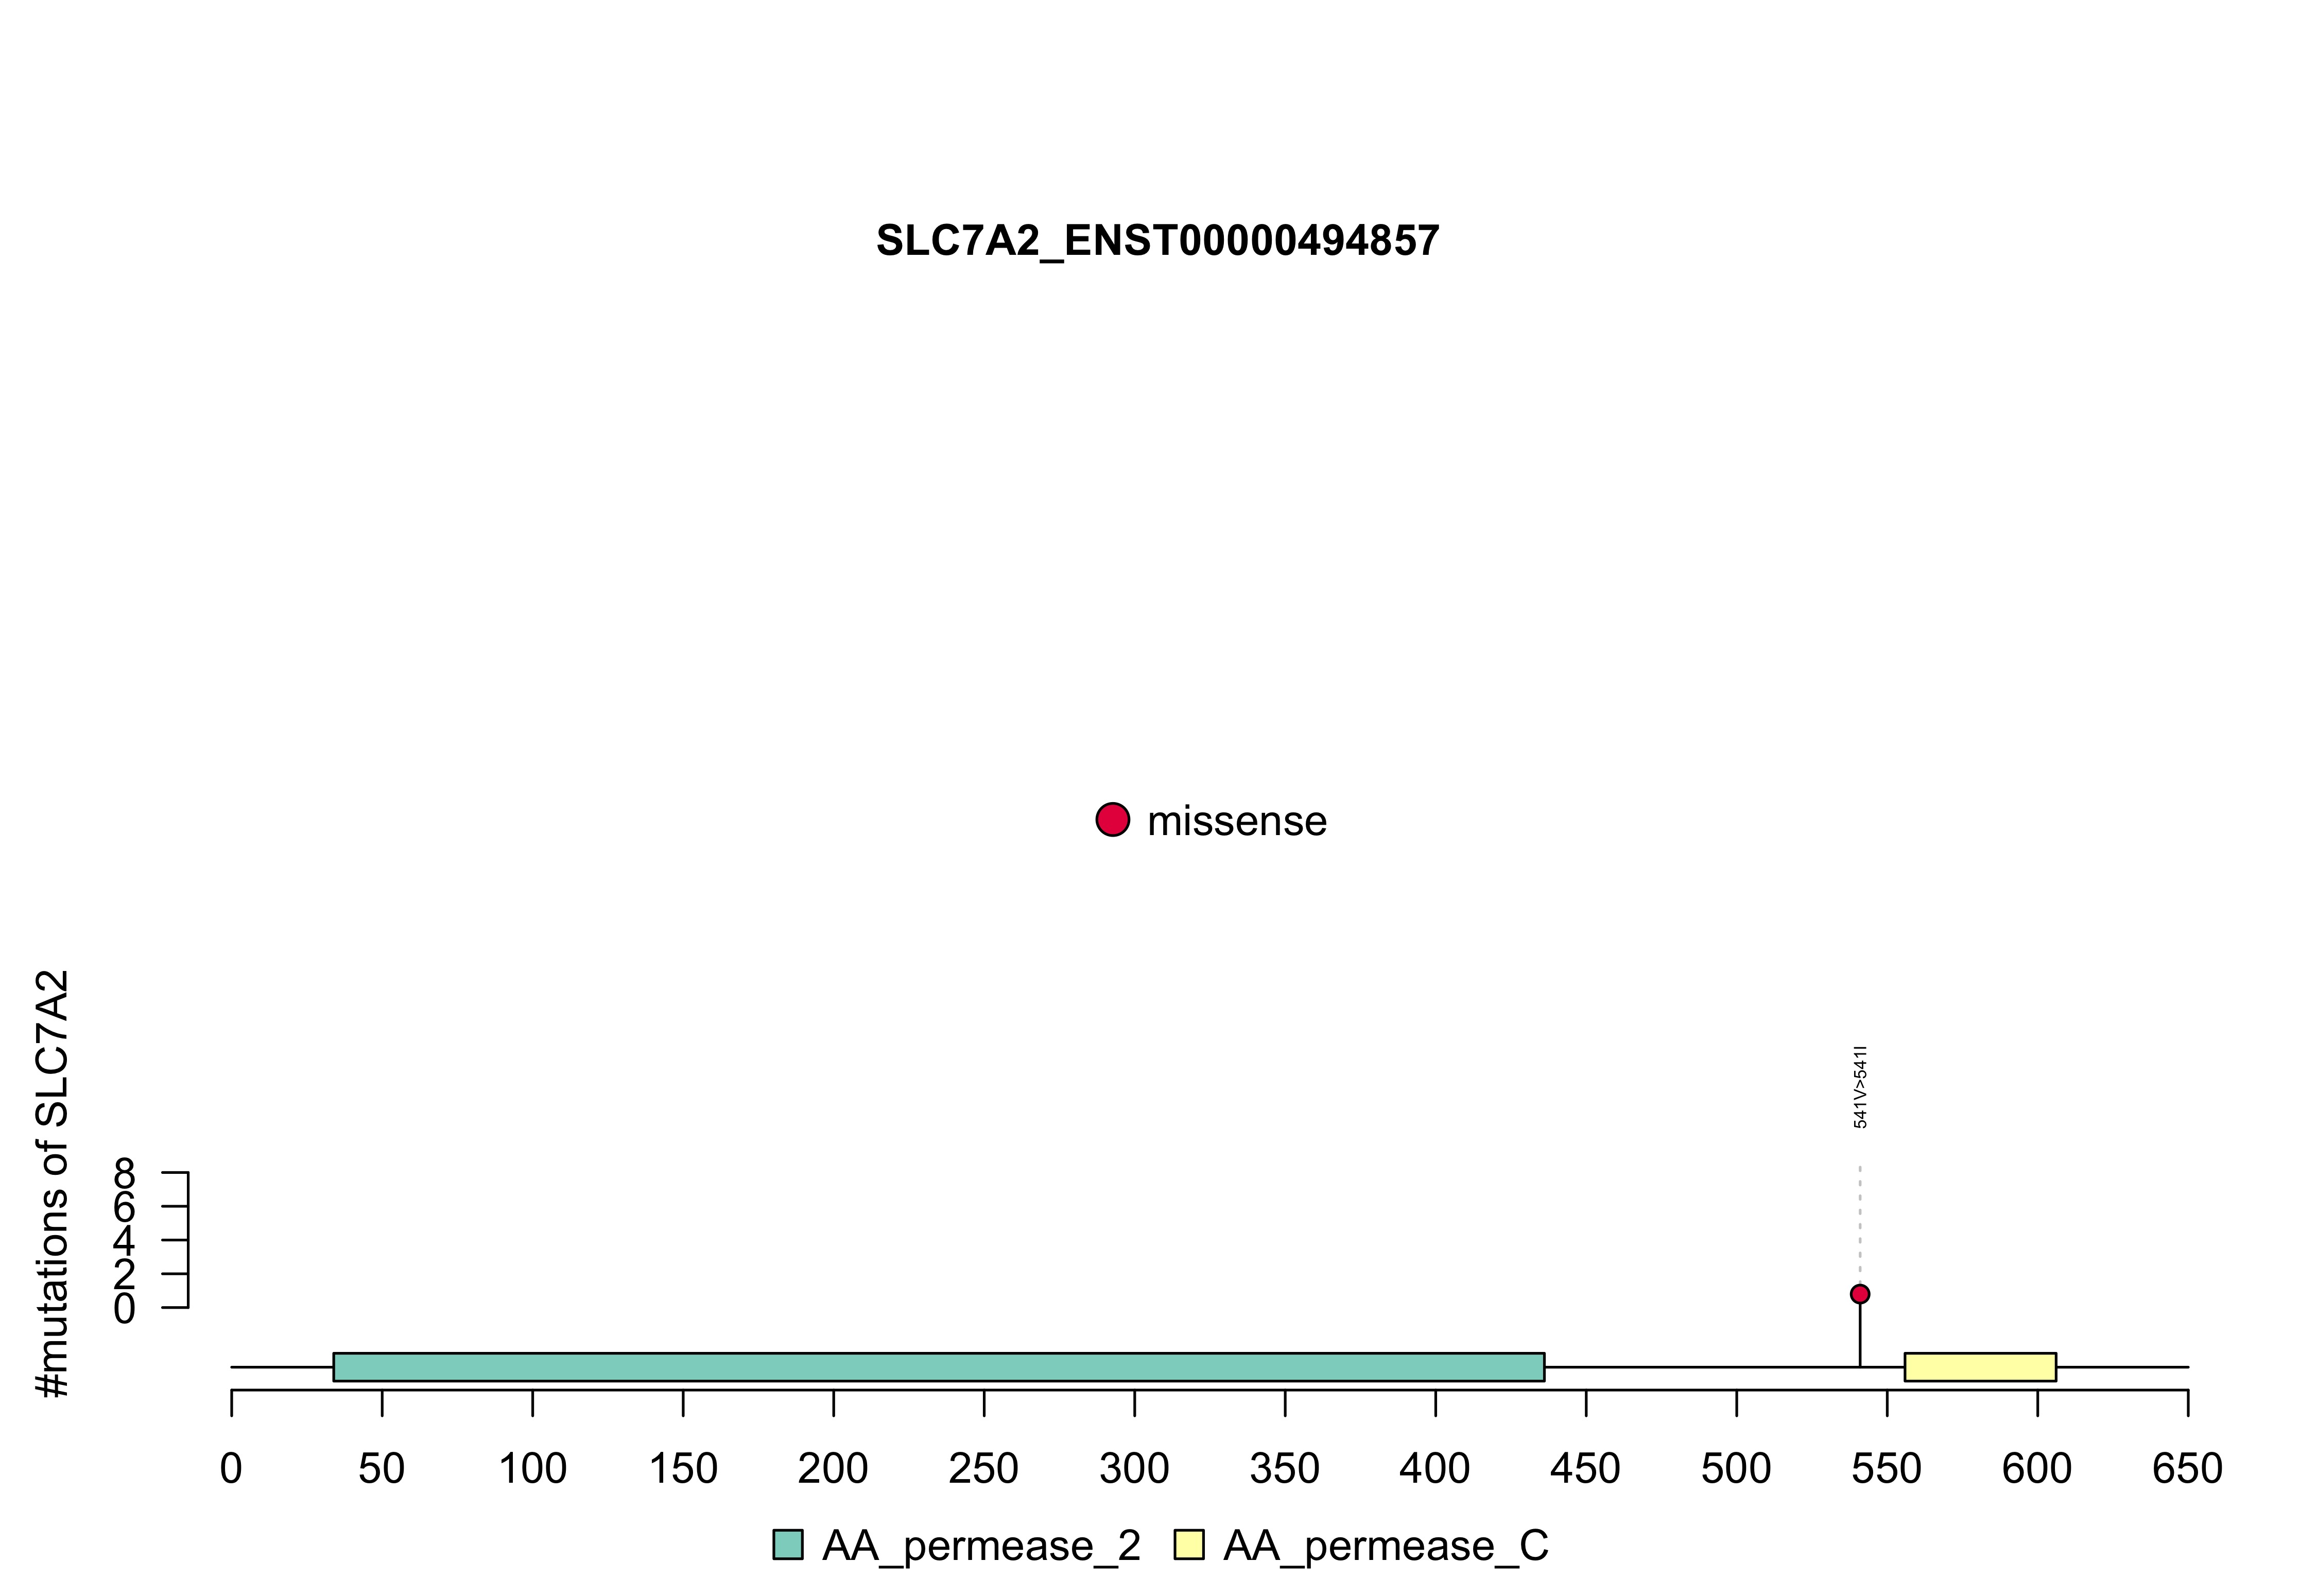 SLC7A2_ENST00000494857
missense
#mutations of SLC7A2
541V>541I
8
6
4
2
0
0 50 100 150 200 250 300 350 400 450 500 550 600 650
AA_permease_2 AA_permease_C